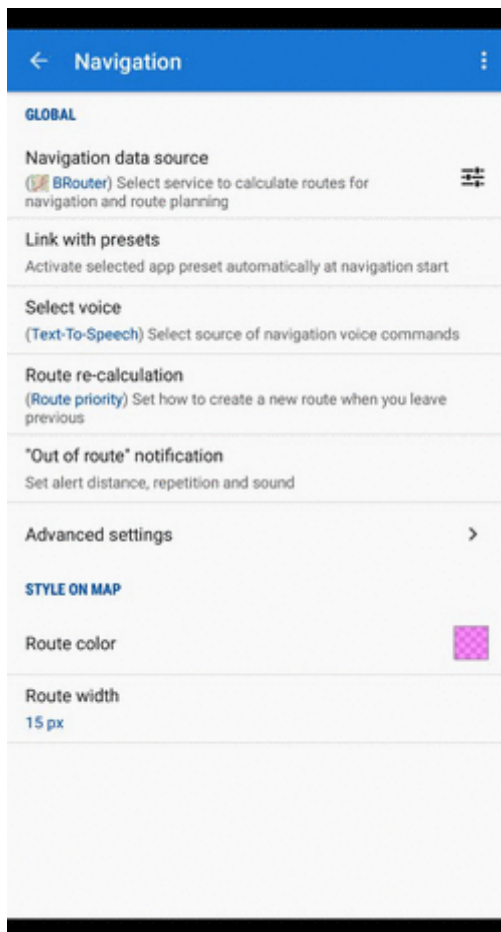 Navigation
GLOBAL
Navigation data source
(BRouter) Select service to calculate routes for
navigation and route planning
Link with presets
Activate selected app preset automatically at navigation start
Select voice
(Text-To-Speech) Select source of navigation voice commands
Route re-calculation
(Route priority) Set how to create a new route when you leave
previous
"Out of route" notification
Set alert distance, repetition and sound
Advanced settings
STYLE ON MAP
Route color
Route width
15 px